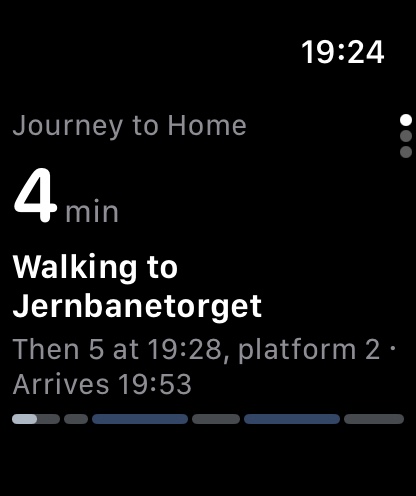 19:24
Journey to Home
4 min
Walking to
Jernbanetorget
Then 5 at 19:28, platform 2 ·
Arrives 19:53